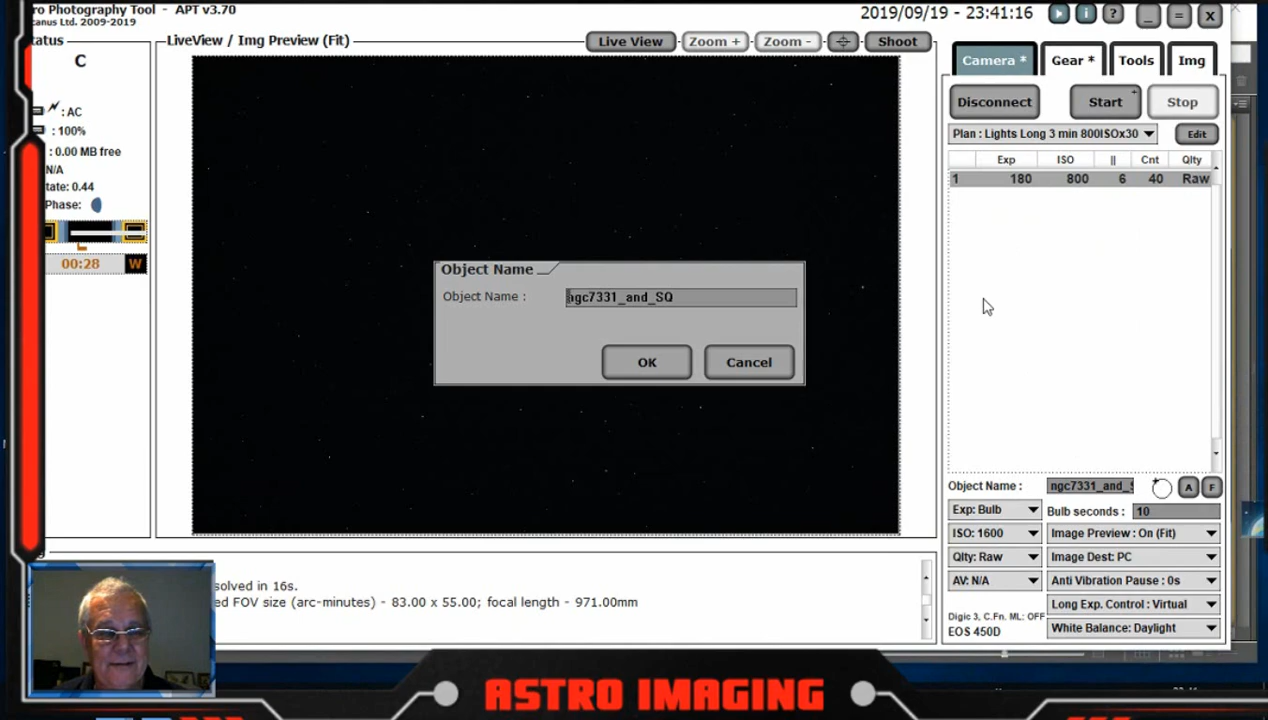 tro Photography Tool - APT v3.70
canus Ltd. 2009-2019
2019/09/19 - 23:41:16
i
?
X
tatus
C
: AC
: 100%
: 0.00 MB free
N/A
tate: 0.44
Phase:
00:28
W
LiveView / Img Preview (Fit)
Live View
Zoom +
Zoom -
Shoot
Object Name
Object Name :
ngc7331_and_SQ
OK
Cancel
Camera *
Gear *
Tools
Img
Disconnect
Start
Stop
Plan : Lights Long 3 min 800ISOx30
Edit
Exp ISO || Cnt Qlty
1 180 800 6 40 Raw
Object Name : ngc7331_and_S
A
F
Exp: Bulb
Bulb seconds : 10
ISO: 1600
Image Preview : On (Fit)
Qlty: Raw
Image Dest: PC
AV: N/A
Anti Vibration Pause : 0s
Long Exp. Control : Virtual
Digic 3, C.Fn. ML: OFF
EOS 450D
White Balance: Daylight
solved in 16s.
ed FOV size (arc-minutes) - 83.00 x 55.00; focal length - 971.00mm
ASTRO IMAGING